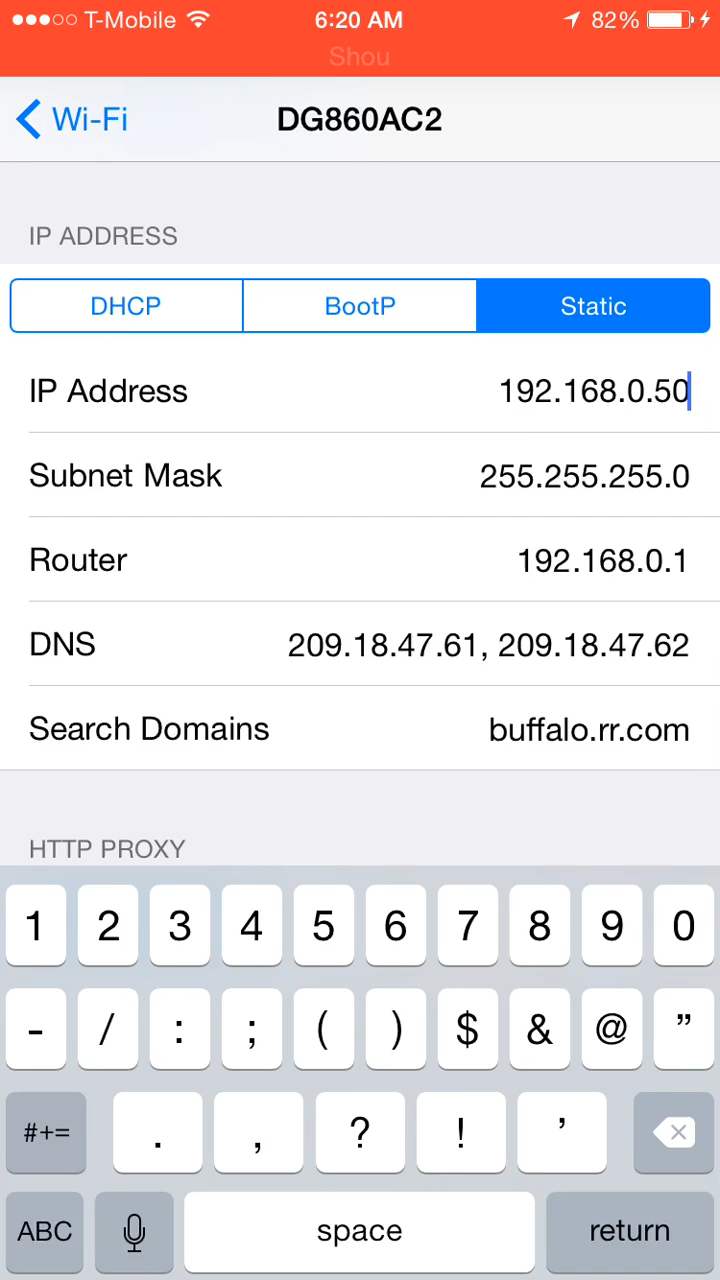 T-Mobile 6:20 AM 82%
Shou
Wi-Fi DG860AC2
IP ADDRESS
DHCP BootP Static
IP Address 192.168.0.50
Subnet Mask 255.255.255.0
Router 192.168.0.1
DNS 209.18.47.61, 209.18.47.62
Search Domains buffalo.rr.com
HTTP PROXY
1 2 3 4 5 6 7 8 9 0
- / : ; ( ) $ & @ ”
#+= . , ? ! ’
ABC space return